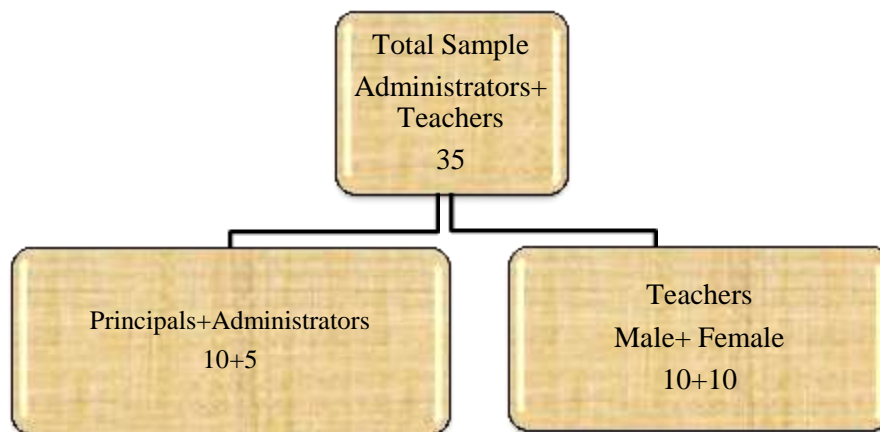 Total Sample
Administrators+
Teachers
35
Principals+Administrators
10+5
Teachers
Male+ Female
10+10